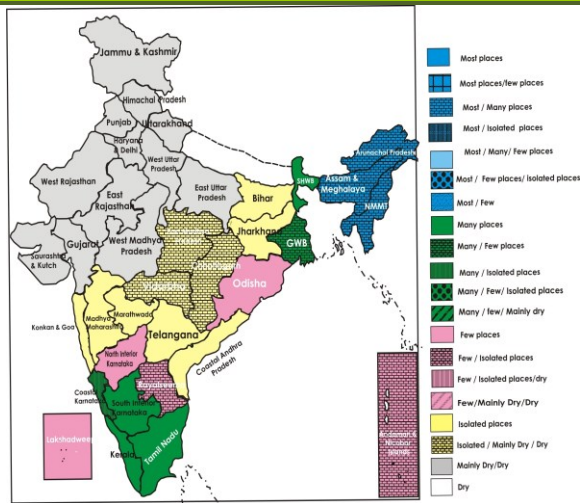 Jammu & Kashmir
Himachal Pradesh
Punjab
Uttarakhand
Haryana
& Delhi
West Uttar
Pradesh
West Rajasthan
East
Rajasthan
East Uttar
Pradesh
Bihar
SHWB
Arunachal Pradesh
Assam &
Meghalaya
NMMT
Jharkhand
GWB
Gujarat
Saurashtra
& Kutch
West Madhya
Pradesh
Vidarbha
Odisha
Konkan & Goa
Madhya
Maharashtra
Marathwada
Telangana
Coastal Andhra
Pradesh
North Interior
Karnataka
Rayalseema
Coastal
Karnataka
South Interior
Karnataka
Kerala
Tamil Nadu
Lakshadweep
Andaman &
Nicobar
Islands
Most places
Most places/few places
Most / Many places
Most / Isolated places
Most / Many/ Few places
Most / Few places/ isolated places
Most / Few
Many places
Many / Few places
Many / Isolated places
Many / Few/ Isolated places
Many / few/ Mainly dry
Few places
Few / Isolated places
Few / Isolated places/dry
Few/Mainly Dry/Dry
Isolated places
Isolated / Mainly Dry / Dry
Mainly Dry/Dry
Dry